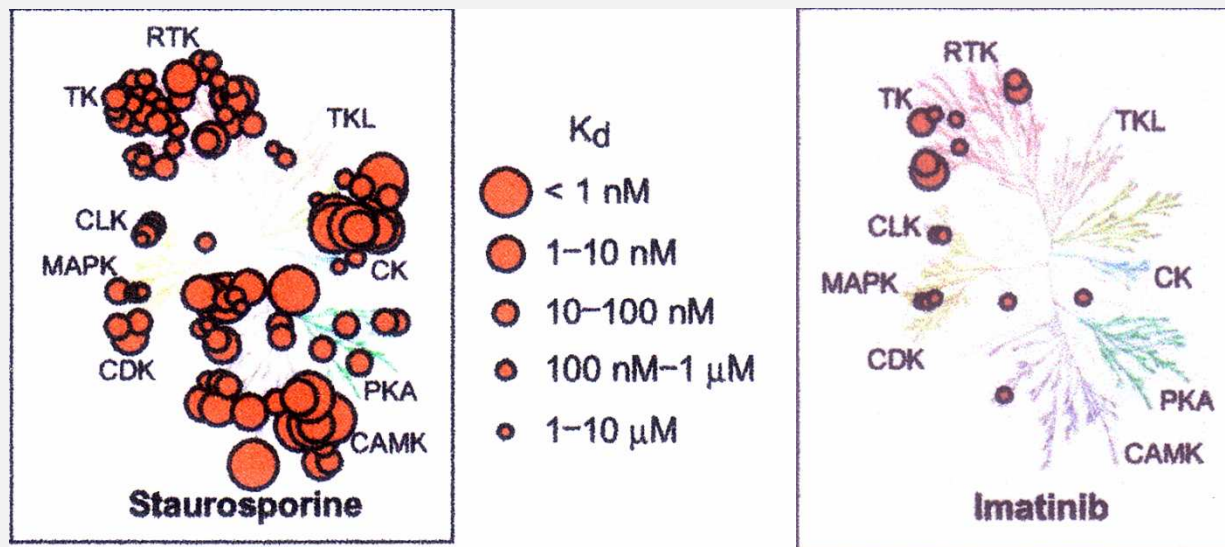 RTK
TK
TKL
CLK
MAPK
CK
CDK
PKA
CAMK
Staurosporine
Kd
< 1 nM
1–10 nM
10–100 nM
100 nM–1 μM
1–10 μM
RTK
TK
TKL
CLK
MAPK
CK
CDK
PKA
CAMK
Imatinib